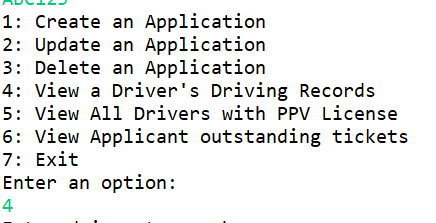 ABC123
1: Create an Application
2: Update an Application
3: Delete an Application
4: View a Driver's Driving Records
5: View All Drivers with PPV License
6: View Applicant outstanding tickets
7: Exit
Enter an option:
4